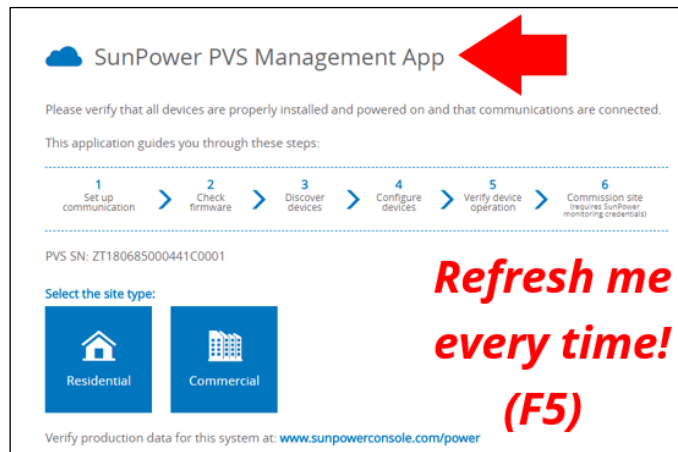 SunPower PVS Management App
Please verify that all devices are properly installed and powered on and that communications are connected.
This application guides you through these steps:
1
Set up
communication
2
Check
firmware
3
Discover
devices
4
Configure
devices
5
Verify device
operation
6
Commission site
(requires SunPower
monitoring credentials)
PVS SN: ZT180685000441C0001
Select the site type:
Residential
Commercial
Refresh me
every time!
(F5)
Verify production data for this system at: www.sunpowerconsole.com/power